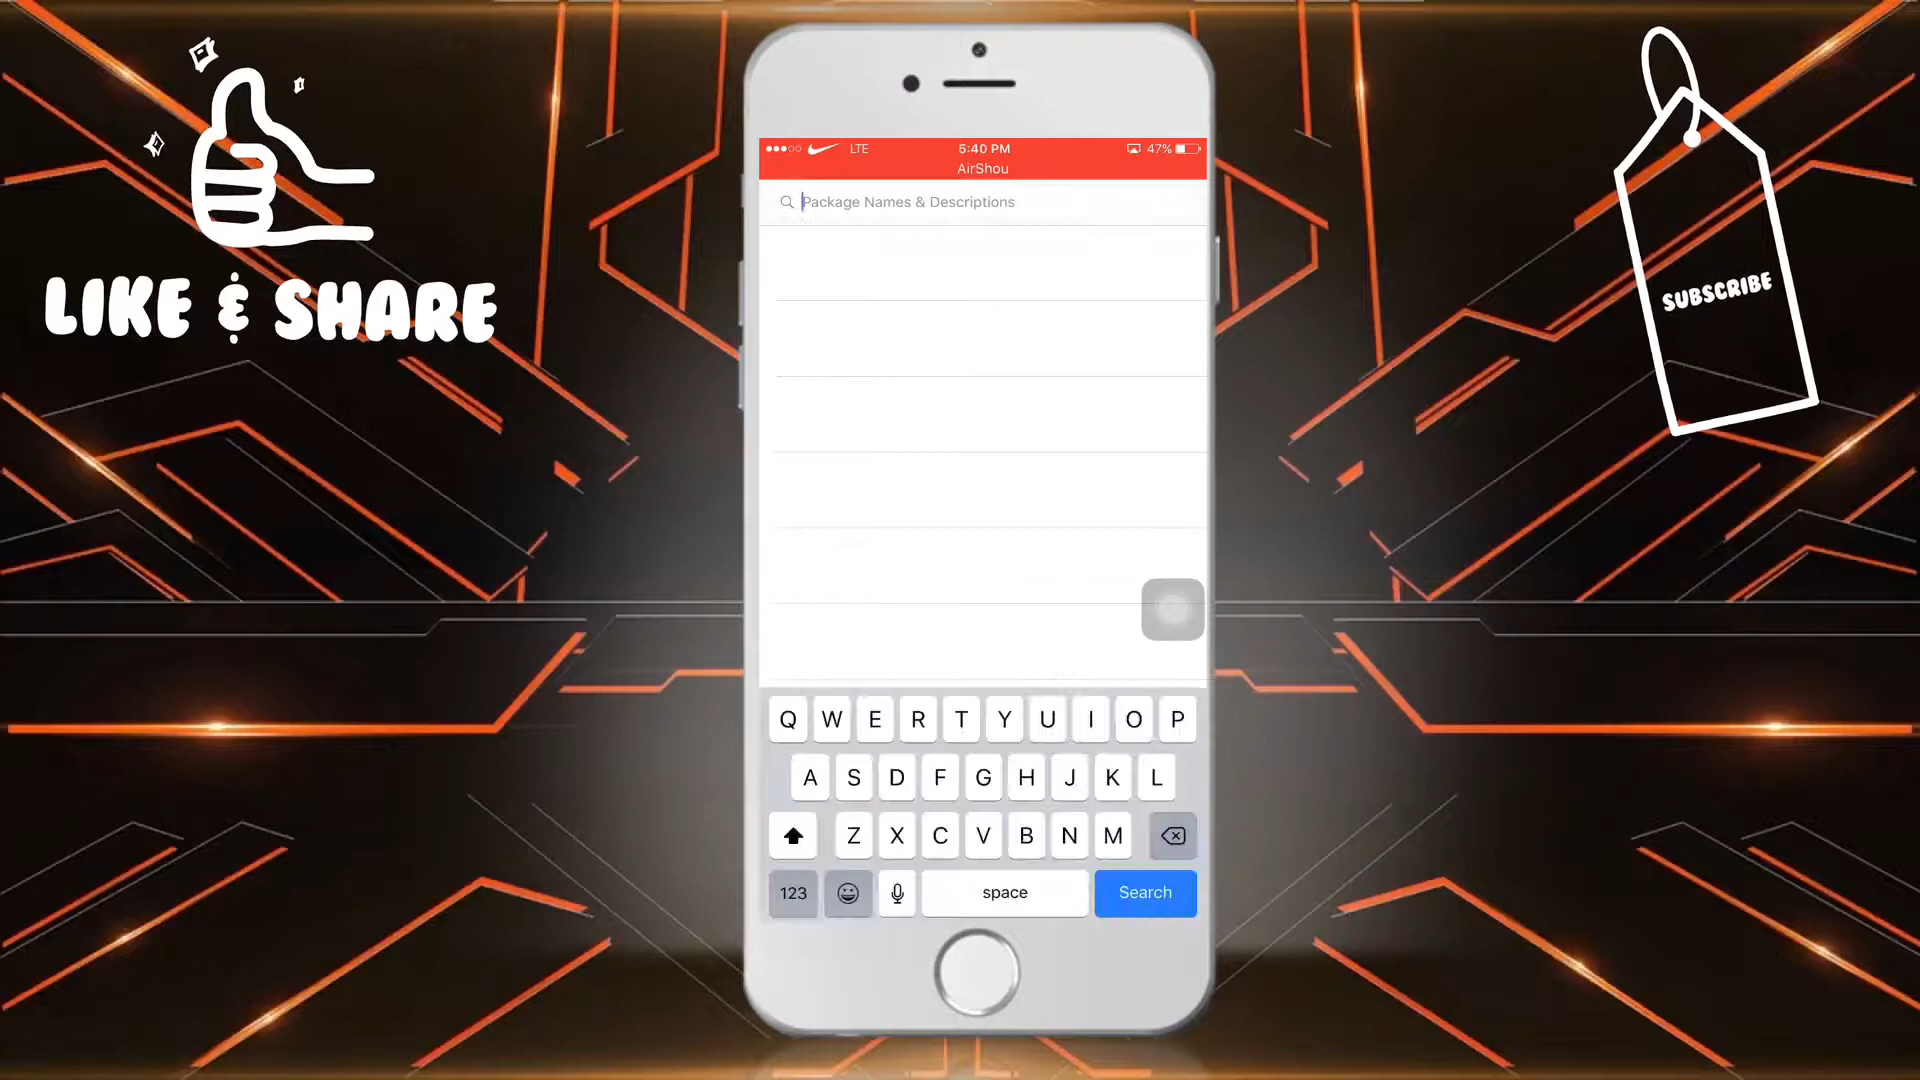 LIKE & SHARE
SUBSCRIBE
LTE 5:40 PM 47%
AirShou
Package Names & Descriptions
Q W E R T Y U I O P
A S D F G H J K L
Z X C V B N M
123 space Search